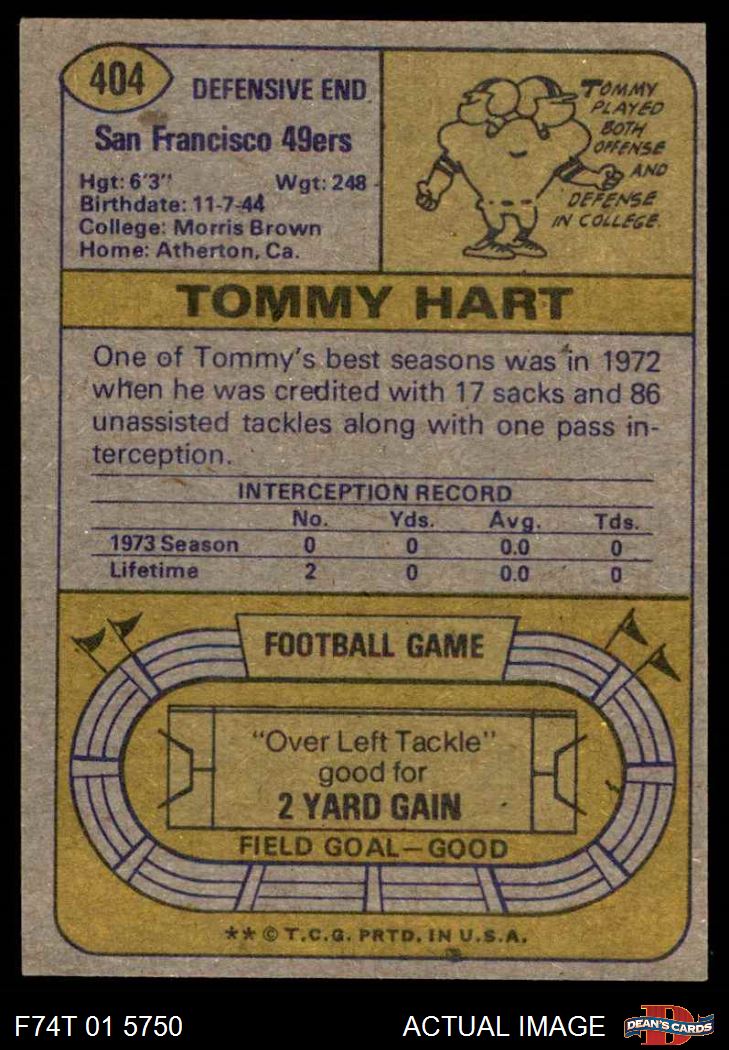 404
DEFENSIVE END
San Francisco 49ers
Hgt: 6'3" Wgt: 248
Birthdate: 11-7-44
College: Morris Brown
Home: Atherton, Ca.
TOMMY
PLAYED
BOTH
OFFENSE
AND
DEFENSE
IN COLLEGE.
TOMMY HART
One of Tommy's best seasons was in 1972
when he was credited with 17 sacks and 86
unassisted tackles along with one pass in-
terception.
INTERCEPTION RECORD
No. Yds. Avg. Tds.
1973 Season 0 0 0.0 0
Lifetime 2 0 0.0 0
FOOTBALL GAME
"Over Left Tackle"
good for
2 YARD GAIN
FIELD GOAL—GOOD
** © T.C.G. PRTD. IN U.S.A.
F74T 01 5750
ACTUAL IMAGE
DEAN'S CARDS